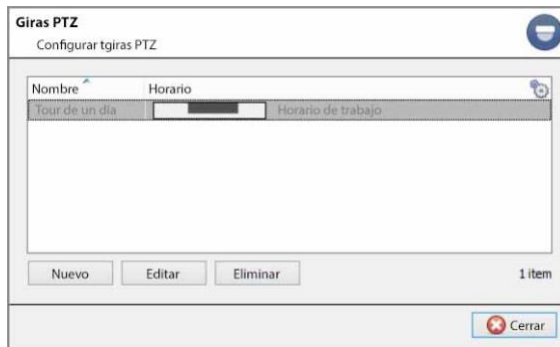 Giras PTZ
Configurar tgiras PTZ
Nombre Horario
Tour de un día Horario de trabajo
Nuevo Editar Eliminar 1 item
Cerrar